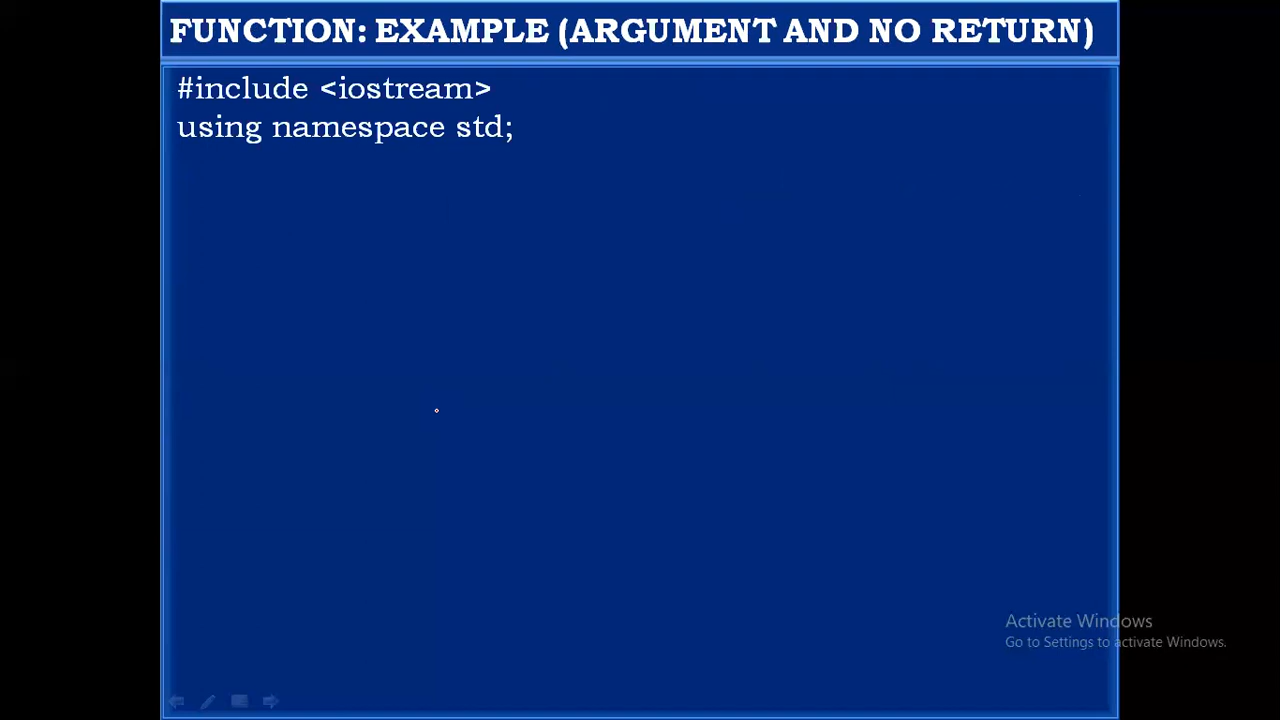 FUNCTION: EXAMPLE (ARGUMENT AND NO RETURN)
#include <iostream>
using namespace std;
Activate Windows
Go to Settings to activate Windows.